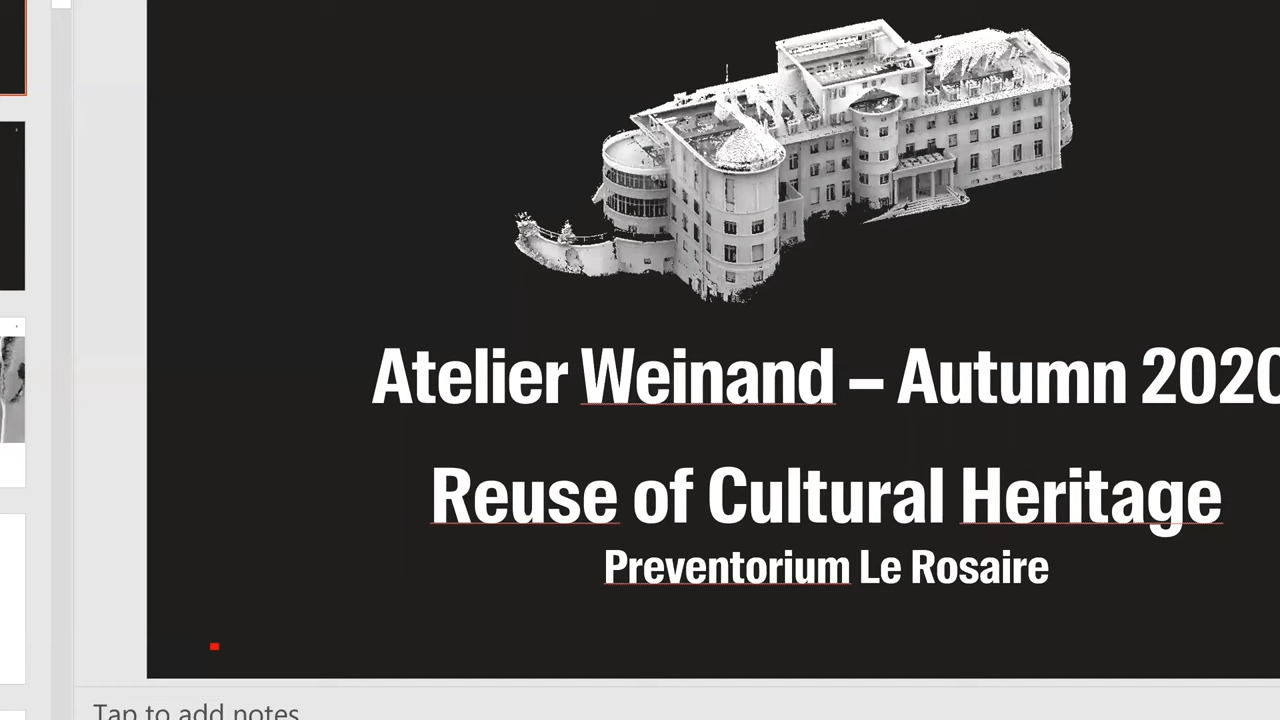 Atelier Weinand – Autumn 2020
Reuse of Cultural Heritage
Preventorium Le Rosaire
Tap to add notes